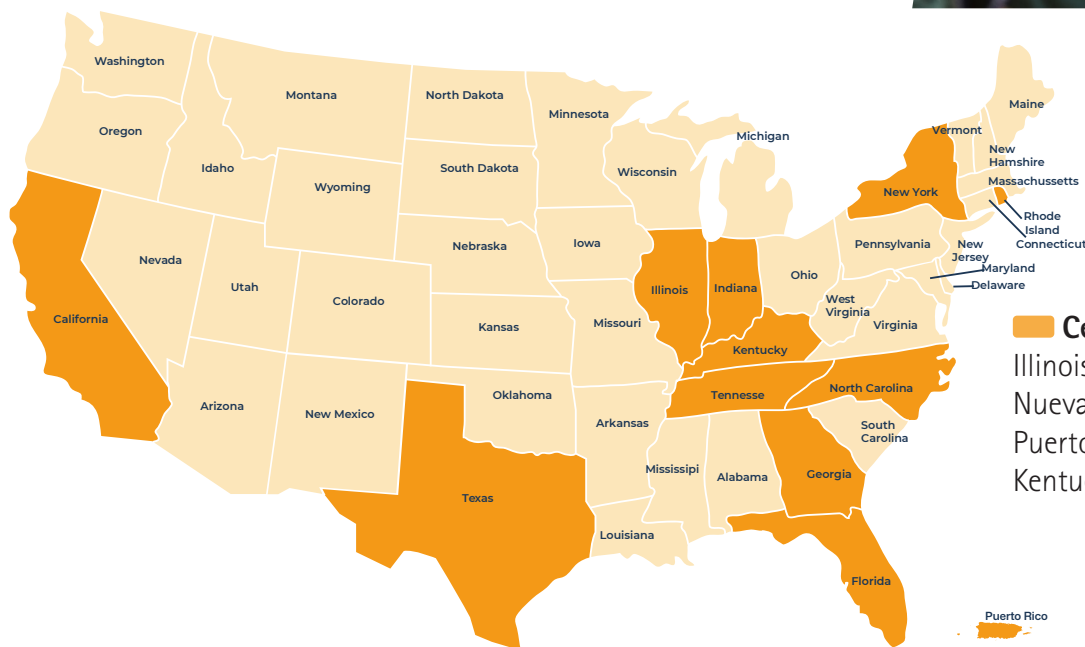 Washington
Montana
North Dakota
Minnesota
Maine
Oregon
Michigan
Vermont
Idaho
South Dakota
Wisconsin
New
Hamshire
Wyoming
Massachussetts
New York
Rhode
Island
Connecticut
Nebraska
Iowa
Pennsylvania
New
Jersey
Nevada
Utah
Colorado
Illinois
Indiana
Ohio
Maryland
Delaware
West
Virginia
California
Kansas
Missouri
Virginia
Kentucky
Arizona
New Mexico
Oklahoma
Arkansas
Tennesse
North Carolina
South
Carolina
Texas
Mississipi
Alabama
Georgia
Louisiana
Florida
Puerto Rico
Ce
Illinois
Nueva
Puerto
Kentu